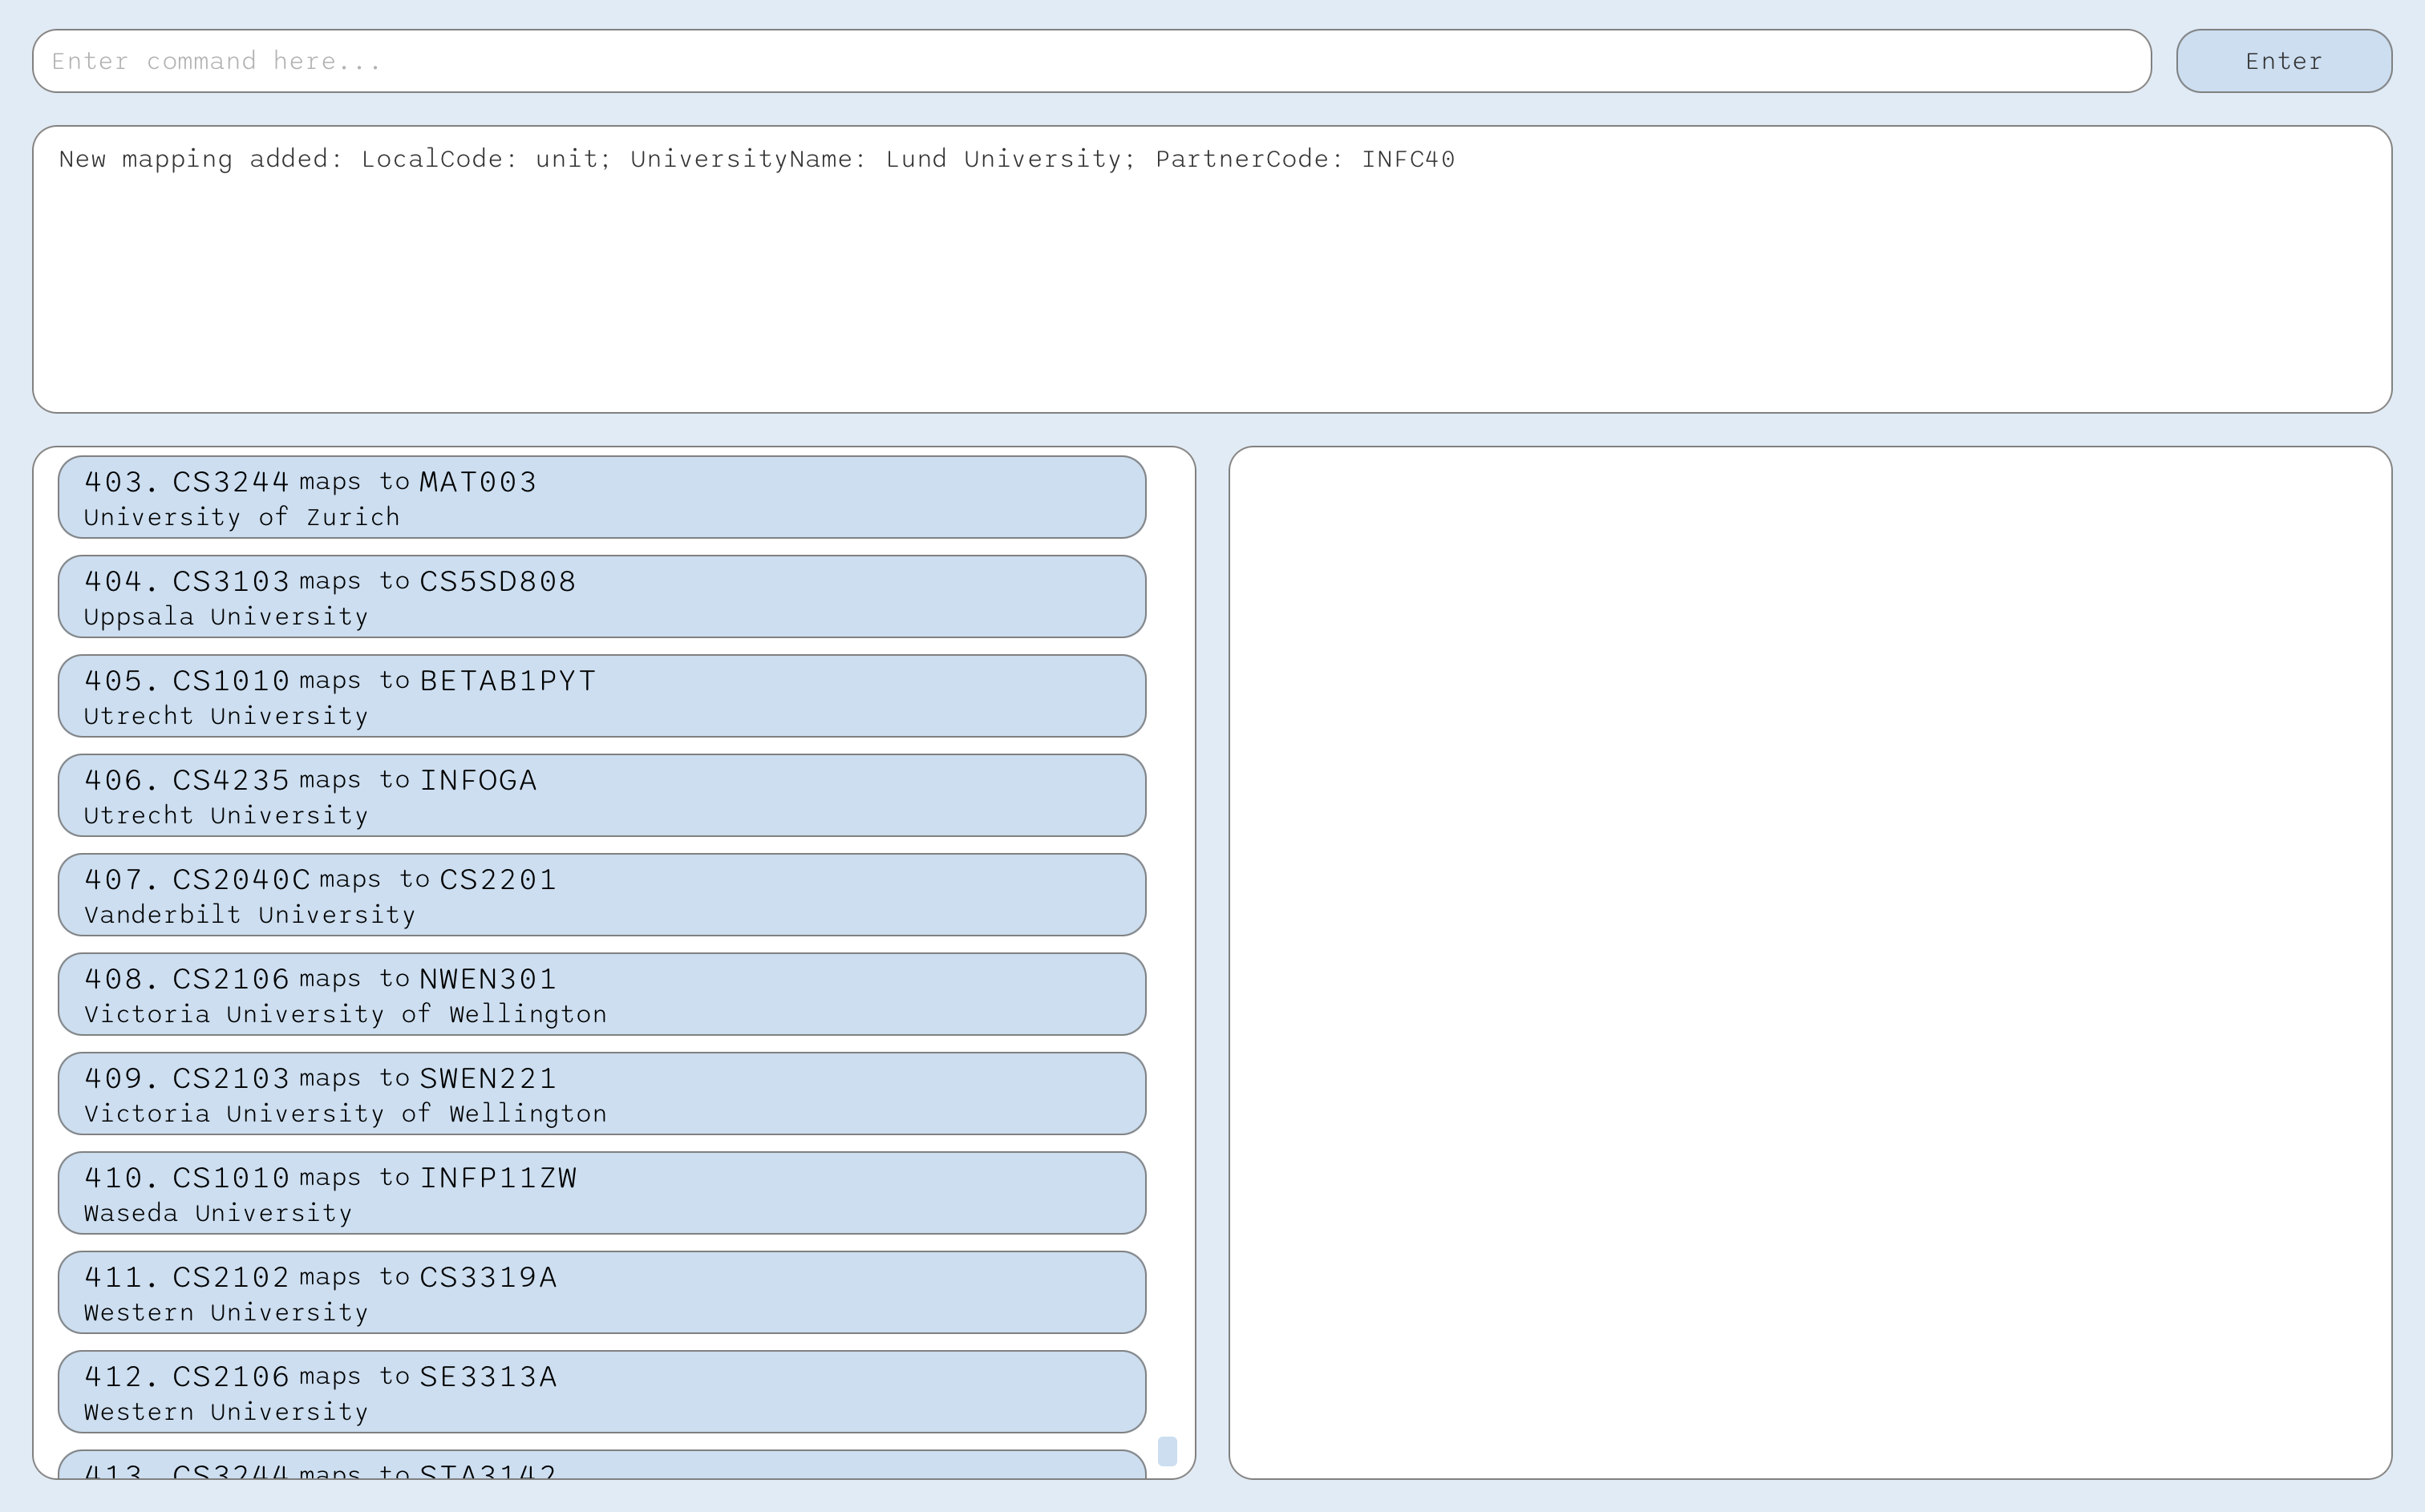 Enter command here...
Enter
New mapping added: LocalCode: unit; UniversityName: Lund University; PartnerCode: INFC40
403. CS3244 maps to MAT003
University of Zurich
404. CS3103 maps to CS5SD808
Uppsala University
405. CS1010 maps to BETAB1PYT
Utrecht University
406. CS4235 maps to INFOGA
Utrecht University
407. CS2040C maps to CS2201
Vanderbilt University
408. CS2106 maps to NWEN301
Victoria University of Wellington
409. CS2103 maps to SWEN221
Victoria University of Wellington
410. CS1010 maps to INFP11ZW
Waseda University
411. CS2102 maps to CS3319A
Western University
412. CS2106 maps to SE3313A
Western University
413. CS3244 maps to STA3142